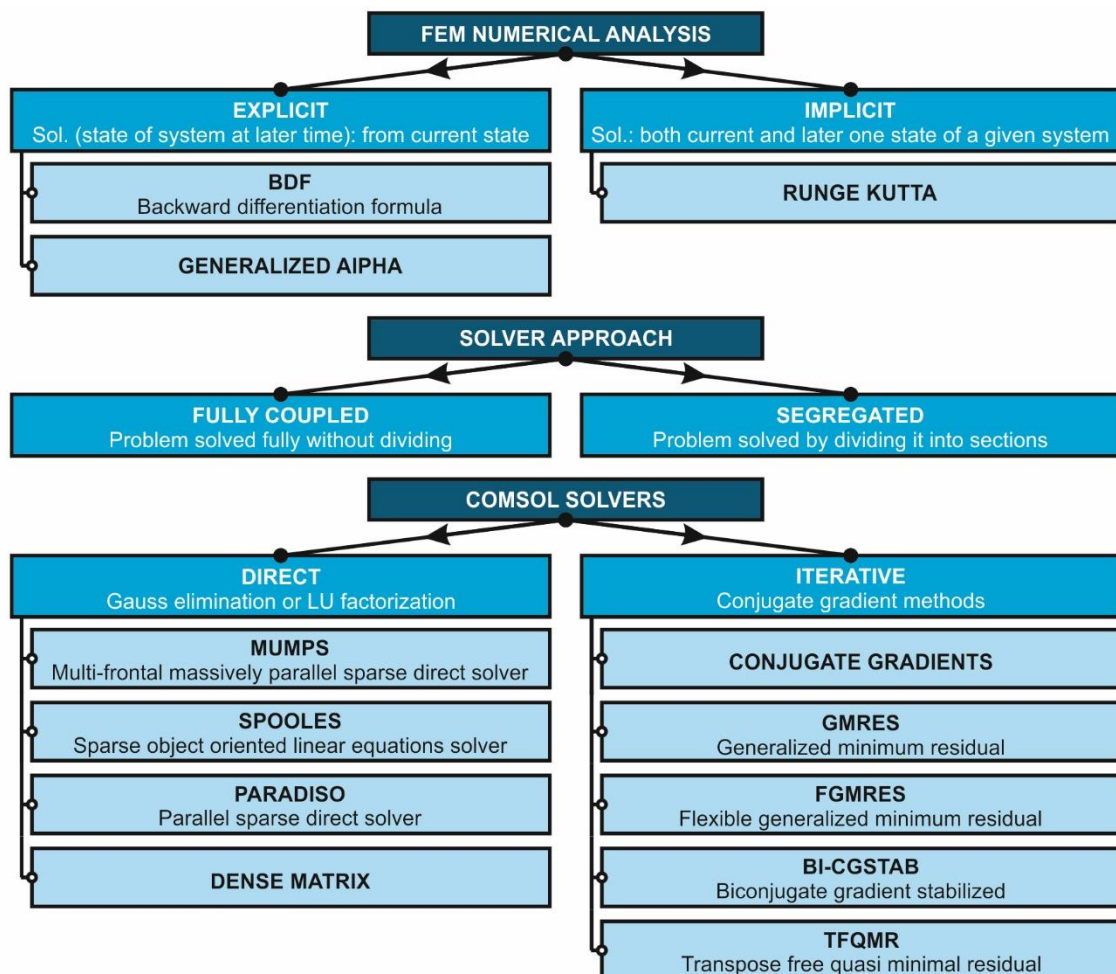 FEM NUMERICAL ANALYSIS
EXPLICIT
Sol. (state of system at later time): from current state
BDF
Backward differentiation formula
GENERALIZED AlPHA
IMPLICIT
Sol.: both current and later one state of a given system
RUNGE KUTTA
SOLVER APPROACH
FULLY COUPLED
Problem solved fully without dividing
SEGREGATED
Problem solved by dividing it into sections
COMSOL SOLVERS
DIRECT
Gauss elimination or LU factorization
MUMPS
Multi-frontal massively parallel sparse direct solver
SPOOLES
Sparse object oriented linear equations solver
PARADISO
Parallel sparse direct solver
DENSE MATRIX
ITERATIVE
Conjugate gradient methods
CONJUGATE GRADIENTS
GMRES
Generalized minimum residual
FGMRES
Flexible generalized minimum residual
BI-CGSTAB
Biconjugate gradient stabilized
TFQMR
Transpose free quasi minimal residual